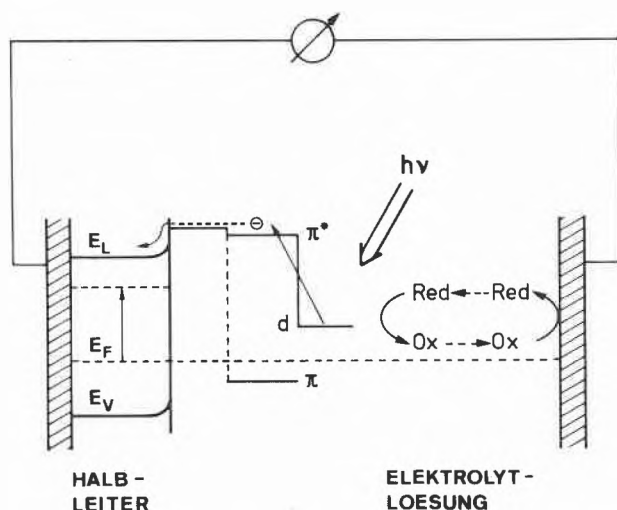 hν
⊖
E_L
π*
Red Red
d
Ox Ox
E_F
π
E_V
HALB-
LEITER
ELEKTROLYT-
LOESUNG